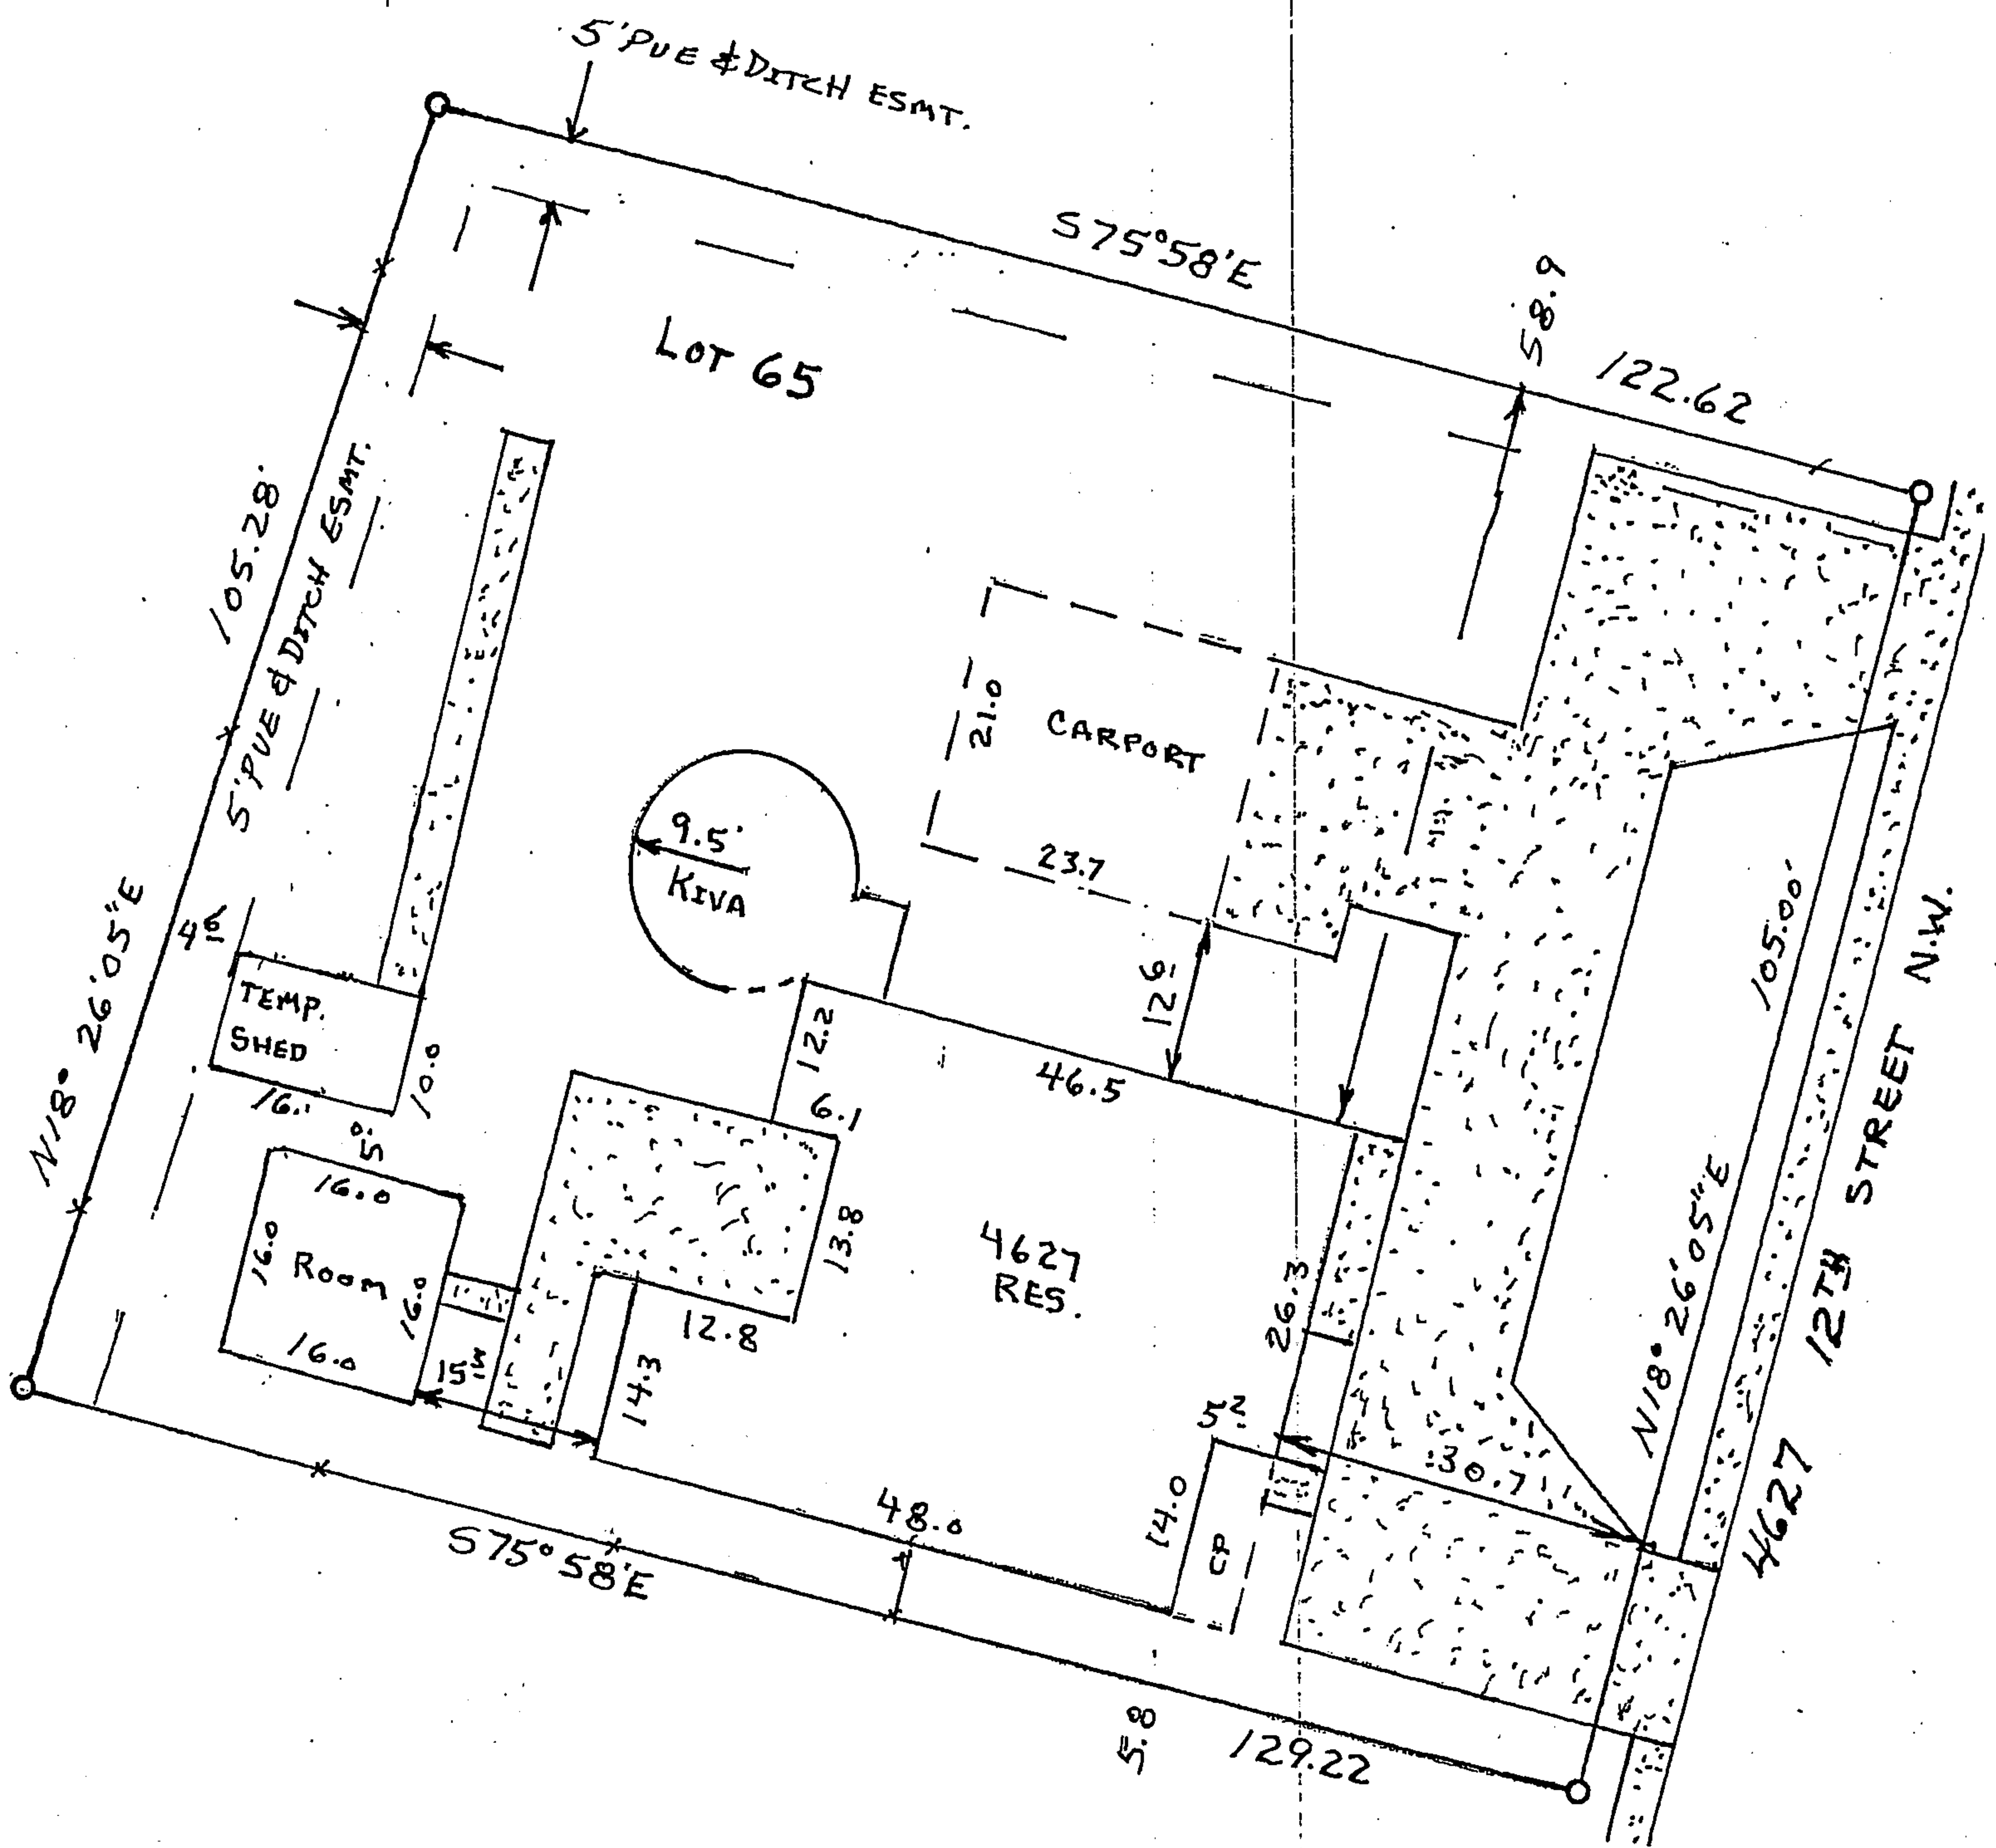 5' PUE & DITCH ESMT.
S75°58'E
58.9
122.62
LOT 65
105.28'
5' PUE & DITCH ESMT.
N18° 26'05"E
21.0
CARPORT
23.7
9.5'
KIVA
4 6
TEMP.
SHED
16.
10.0
12 6
12.2
46.5
6.1
5 0
16.0
16.0
ROOM
16.0
16.0
13.8
12.8
15 3
14.3
4627
RES.
26.3
5 2
30.7
14.0
CP
48.0
S75°58'E
5.8
129.22
105.00'
N18° 26'05"E
4627 12TH STREET N.W.